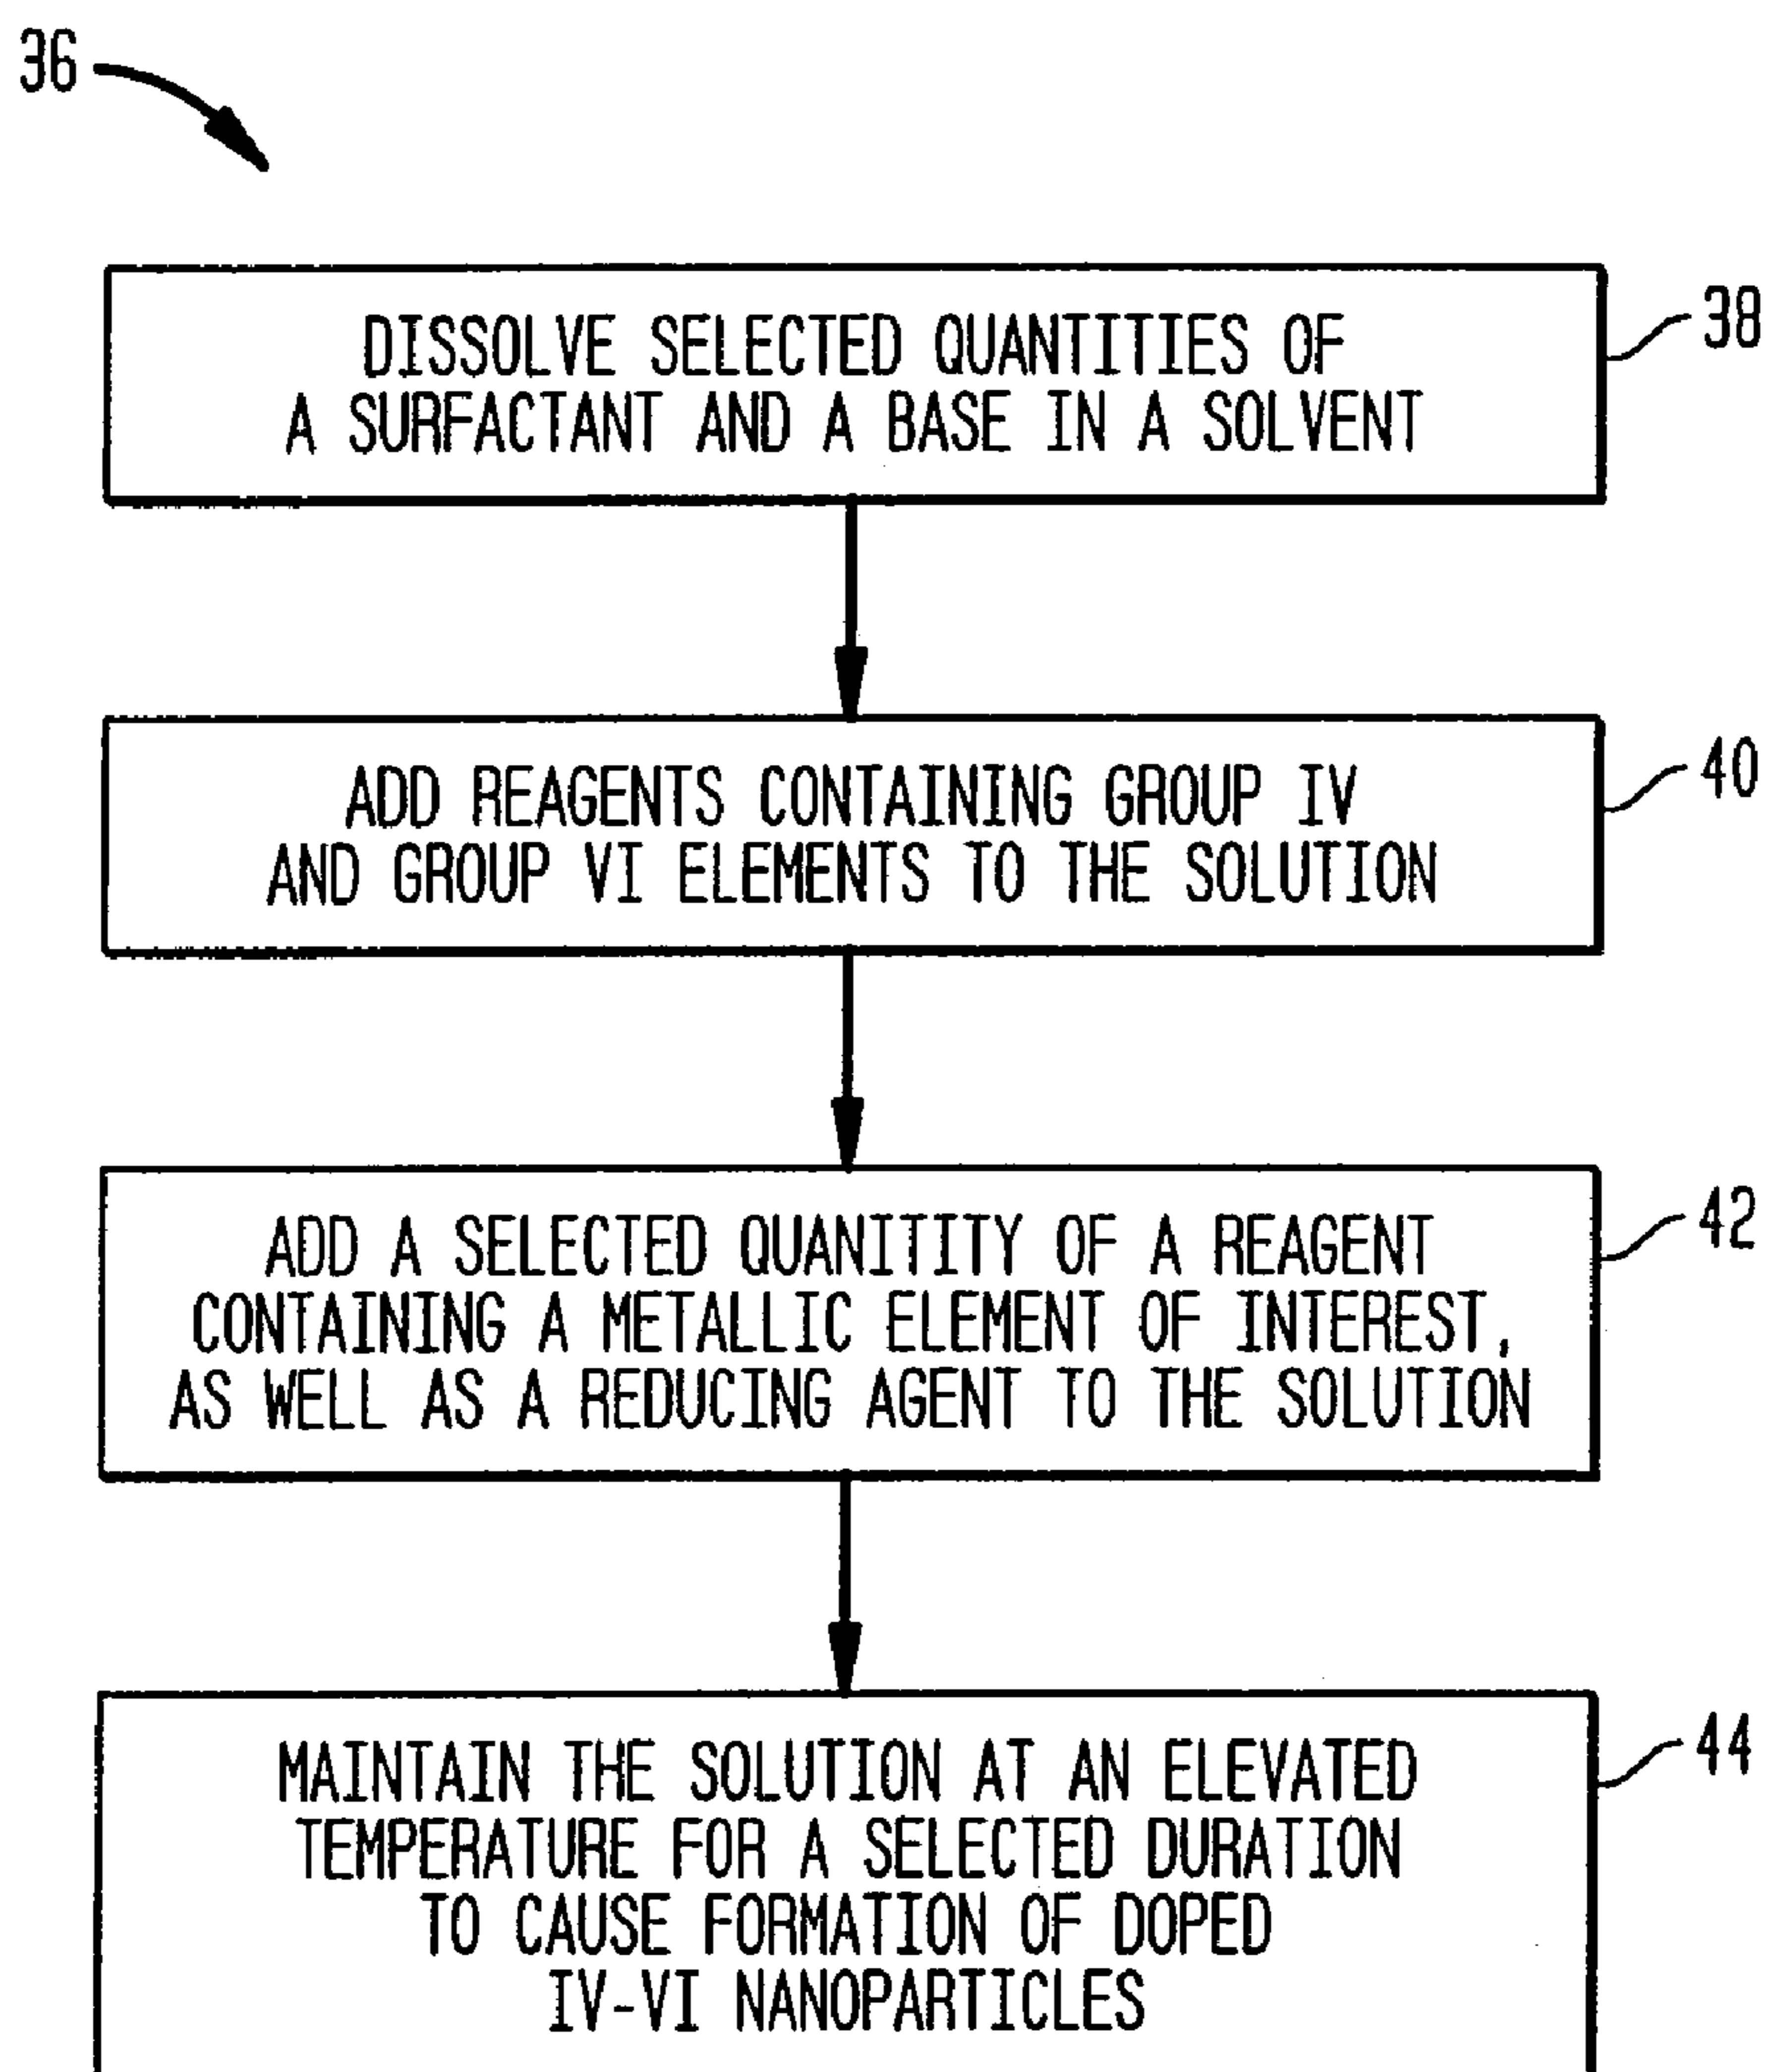 36
DISSOLVE SELECTED QUANTITIES OF
A SURFACTANT AND A BASE IN A SOLVENT
38
ADD REAGENTS CONTAINING GROUP IV
AND GROUP VI ELEMENTS TO THE SOLUTION
40
ADD A SELECTED QUANITITY OF A REAGENT
CONTAINING A METALLIC ELEMENT OF INTEREST,
AS WELL AS A REDUCING AGENT TO THE SOLUTION
42
MAINTAIN THE SOLUTION AT AN ELEVATED
TEMPERATURE FOR A SELECTED DURATION
TO CAUSE FORMATION OF DOPED
IV-VI NANOPARTICLES
44